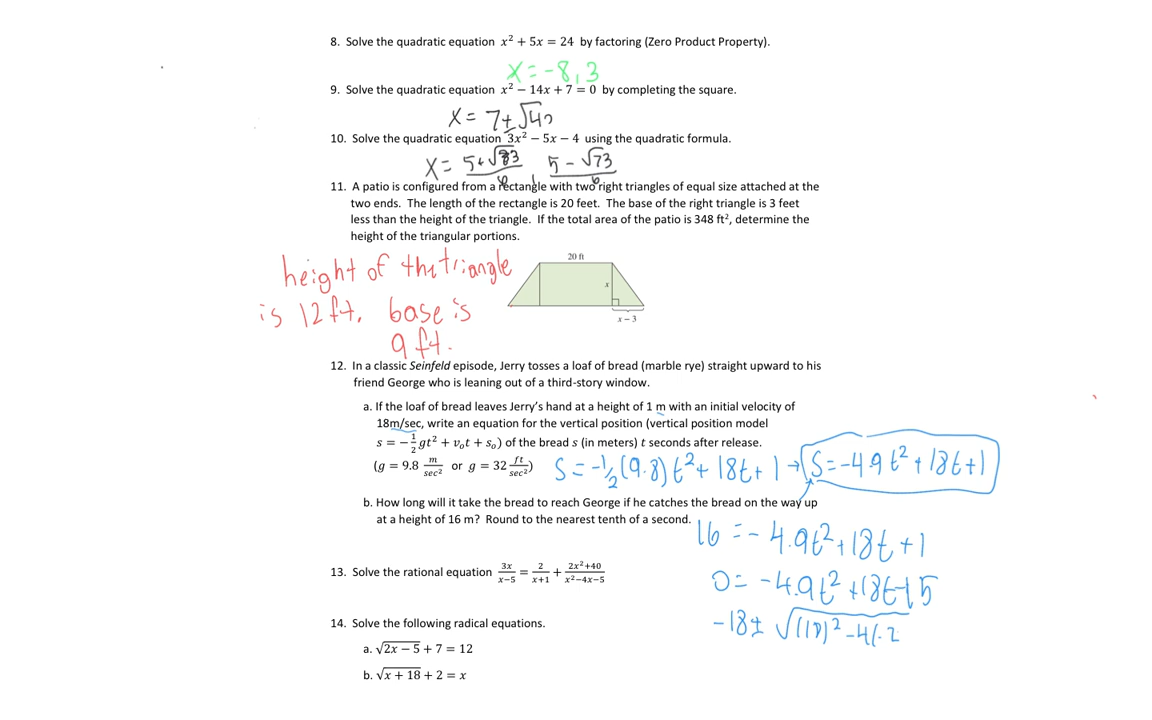 8. Solve the quadratic equation x² + 5x = 24 by factoring (Zero Product Property).
x = -8, 3
9. Solve the quadratic equation x² − 14x + 7 = 0 by completing the square.
x = 7 ± √42
10. Solve the quadratic equation 3x² − 5x − 4 using the quadratic formula.
x = (5 + √73)/6 , (5 − √73)/6
11. A patio is configured from a rectangle with two right triangles of equal size attached at the
two ends. The length of the rectangle is 20 feet. The base of the right triangle is 3 feet
less than the height of the triangle. If the total area of the patio is 348 ft², determine the
height of the triangular portions.
height of the triangle
is 12ft. base is
9 ft.
20 ft
x
x − 3
12. In a classic Seinfeld episode, Jerry tosses a loaf of bread (marble rye) straight upward to his
friend George who is leaning out of a third-story window.
a. If the loaf of bread leaves Jerry's hand at a height of 1 m with an initial velocity of
18m/sec, write an equation for the vertical position (vertical position model
s = −½gt² + v₀t + s₀) of the bread s (in meters) t seconds after release.
(g = 9.8 m/sec² or g = 32 ft/sec²)
S = -½(9.8)t² + 18t + 1 → S = -4.9t² + 18t + 1
b. How long will it take the bread to reach George if he catches the bread on the way up
at a height of 16 m? Round to the nearest tenth of a second.
16 = -4.9t² + 18t + 1
0 = -4.9t² + 18t - 15
-18 ± √(18)² - 4(-
13. Solve the rational equation 3x/(x−5) = 2/(x+1) + (2x²+40)/(x²−4x−5)
14. Solve the following radical equations.
a. √(2x − 5) + 7 = 12
b. √(x + 18) + 2 = x